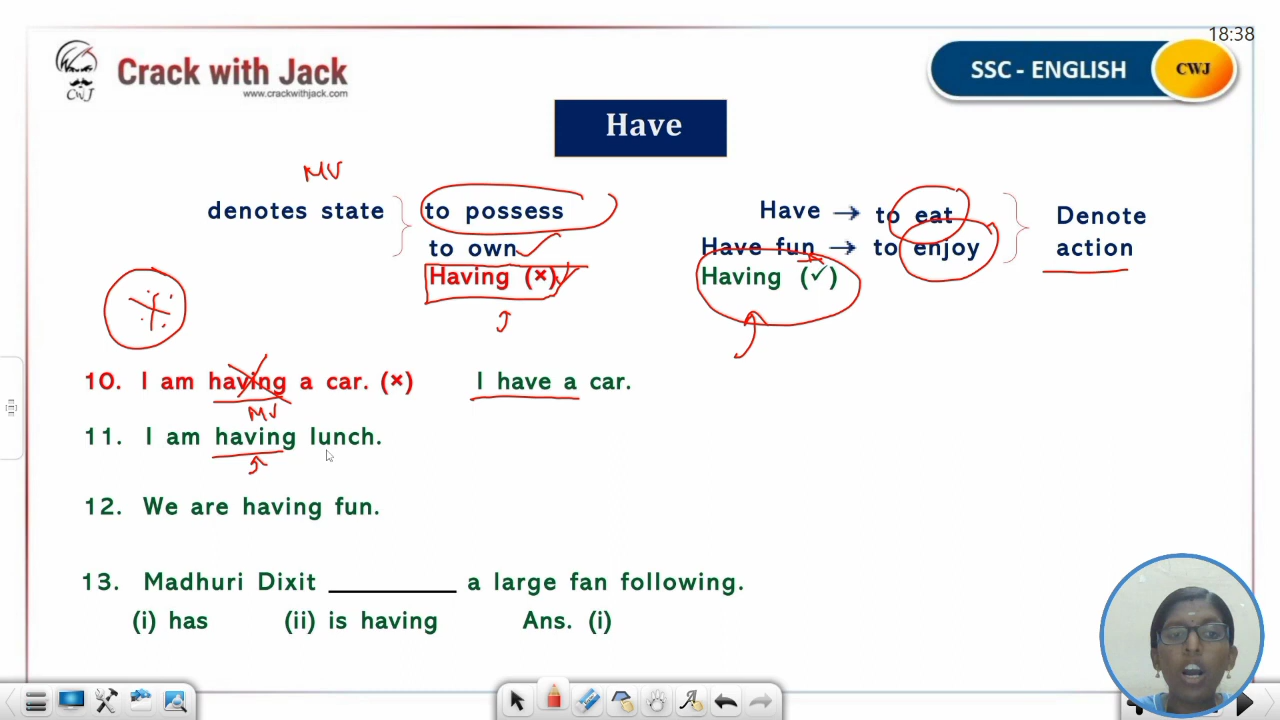 18:38
Crack with Jack
www.crackwithjack.com
CWJ
SSC - ENGLISH
CWJ
Have
MV
denotes state
to possess
to own
Having (×)
Have → to eat
Have fun → to enjoy
Having (✓)
Denote
action
10. I am having a car. (×) I have a car.
MV
11. I am having lunch.
12. We are having fun.
13. Madhuri Dixit __________ a large fan following.
(i) has (ii) is having Ans. (i)